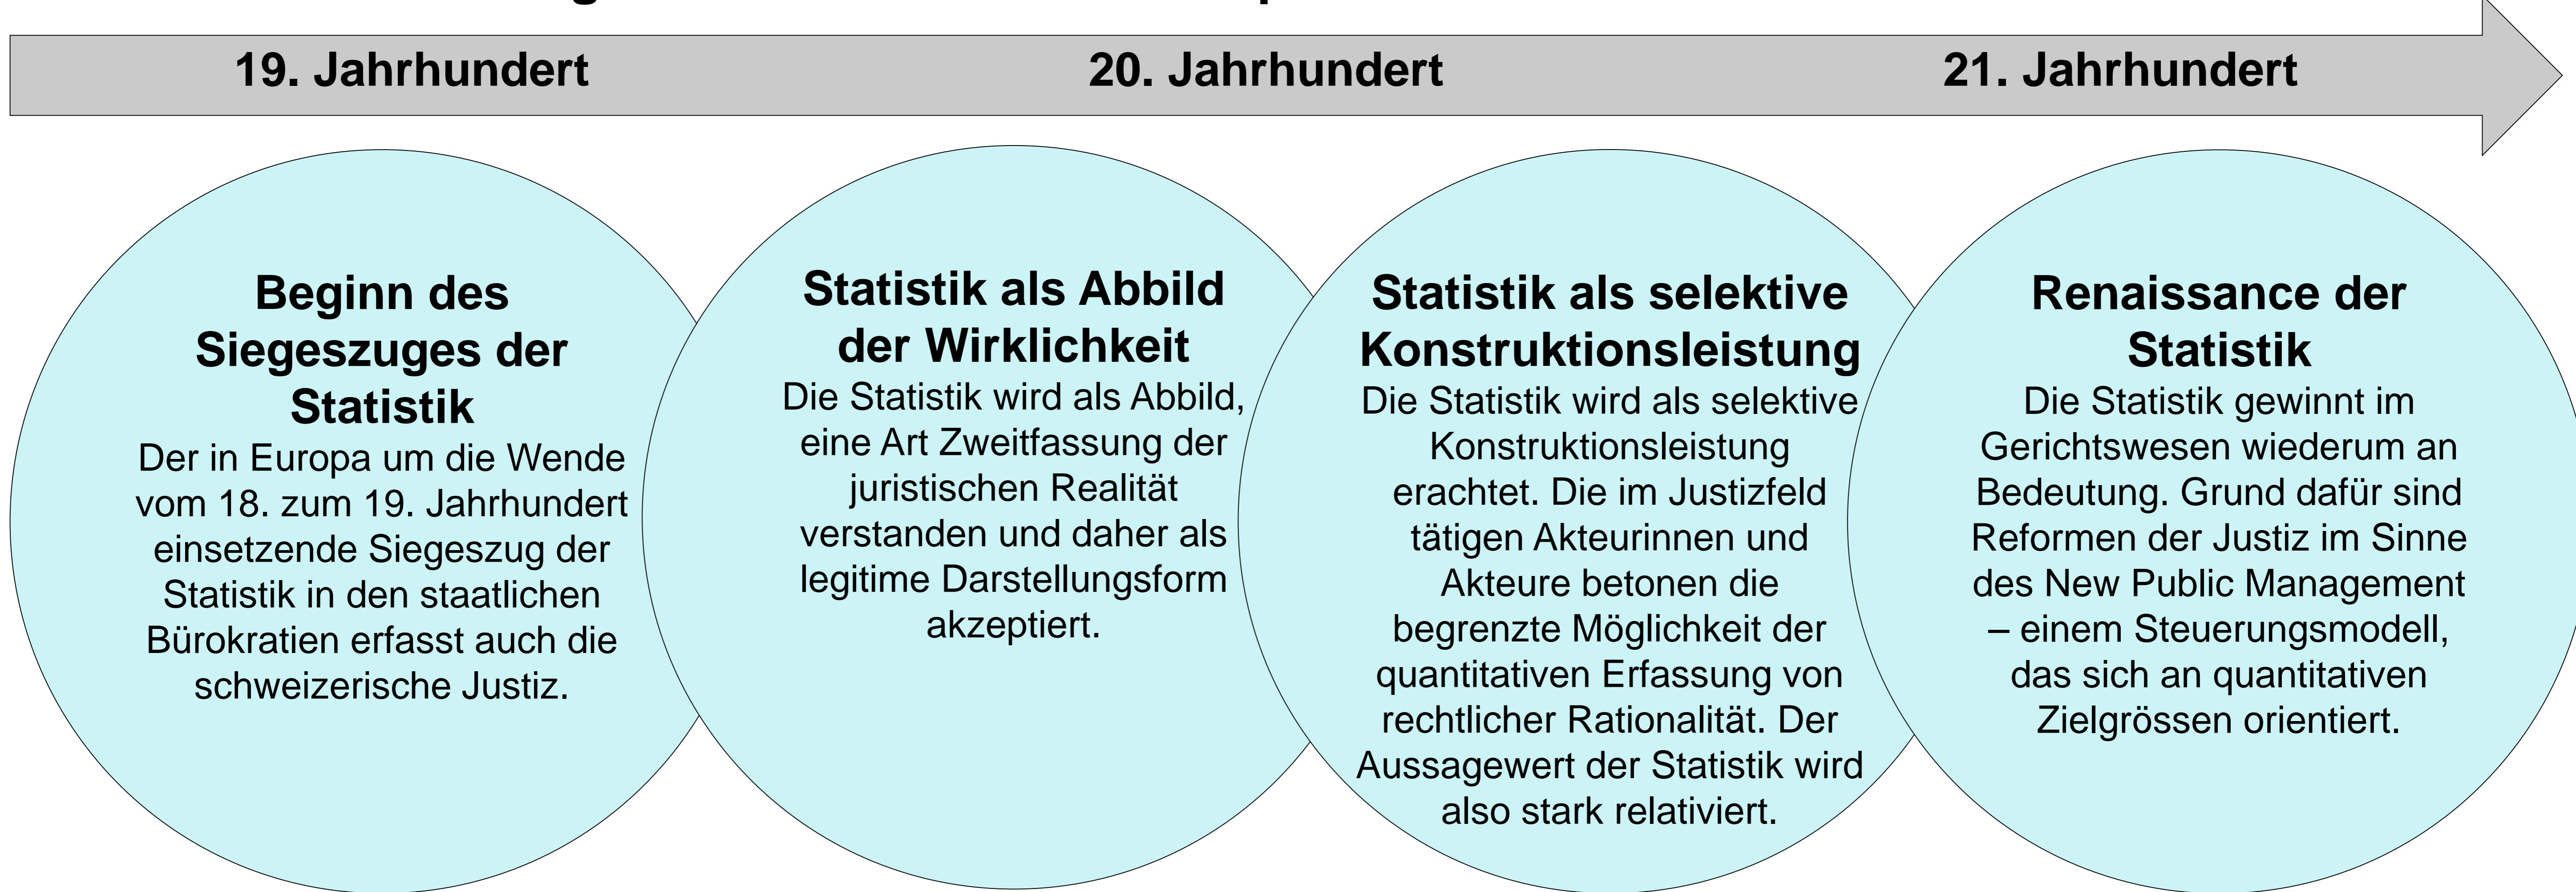 19. Jahrhundert
20. Jahrhundert
21. Jahrhundert
Beginn des
Siegeszuges der
Statistik
Der in Europa um die Wende
vom 18. zum 19. Jahrhundert
einsetzende Siegeszug der
Statistik in den staatlichen
Bürokratien erfasst auch die
schweizerische Justiz.
Statistik als Abbild
der Wirklichkeit
Die Statistik wird als Abbild,
eine Art Zweitfassung der
juristischen Realität
verstanden und daher als
legitime Darstellungsform
akzeptiert.
Statistik als selektive
Konstruktionsleistung
Die Statistik wird als selektive
Konstruktionsleistung
erachtet. Die im Justizfeld
tätigen Akteurinnen und
Akteure betonen die
begrenzte Möglichkeit der
quantitativen Erfassung von
rechtlicher Rationalität. Der
Aussagewert der Statistik wird
also stark relativiert.
Renaissance der
Statistik
Die Statistik gewinnt im
Gerichtswesen wiederum an
Bedeutung. Grund dafür sind
Reformen der Justiz im Sinne
des New Public Management
– einem Steuerungsmodell,
das sich an quantitativen
Zielgrössen orientiert.